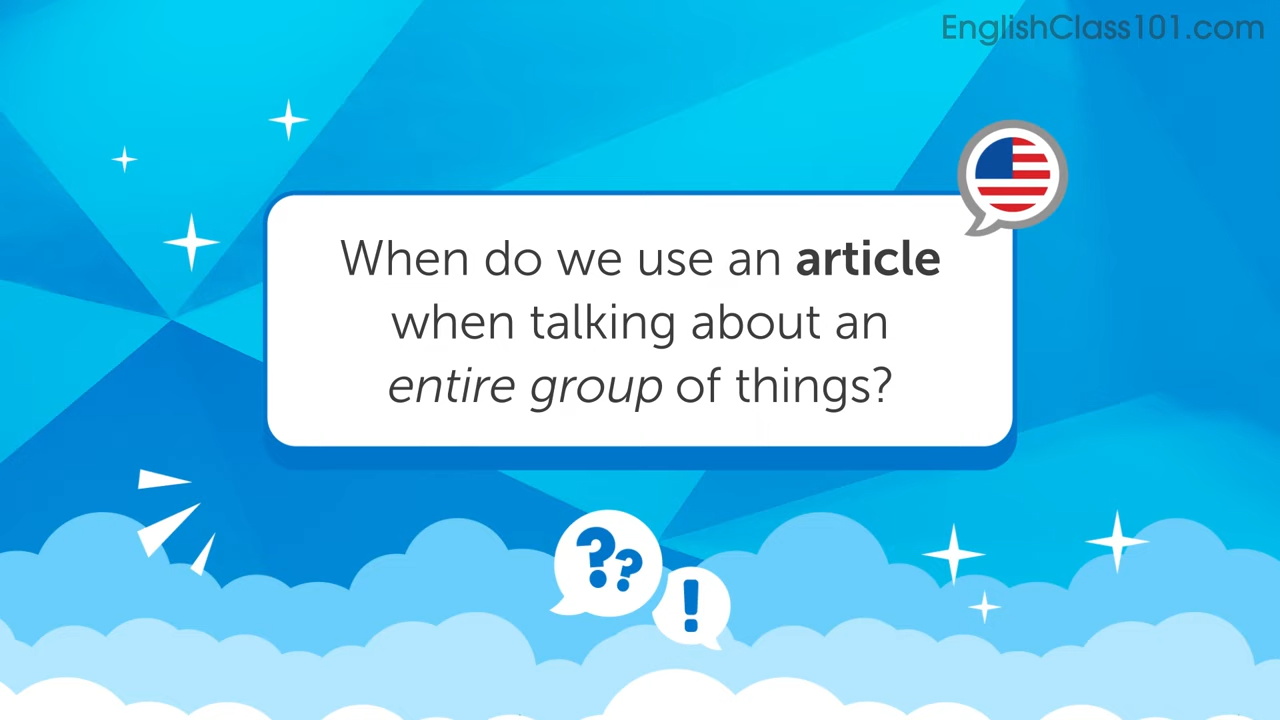 EnglishClass101.com
When do we use an article
when talking about an
entire group of things?
??
!